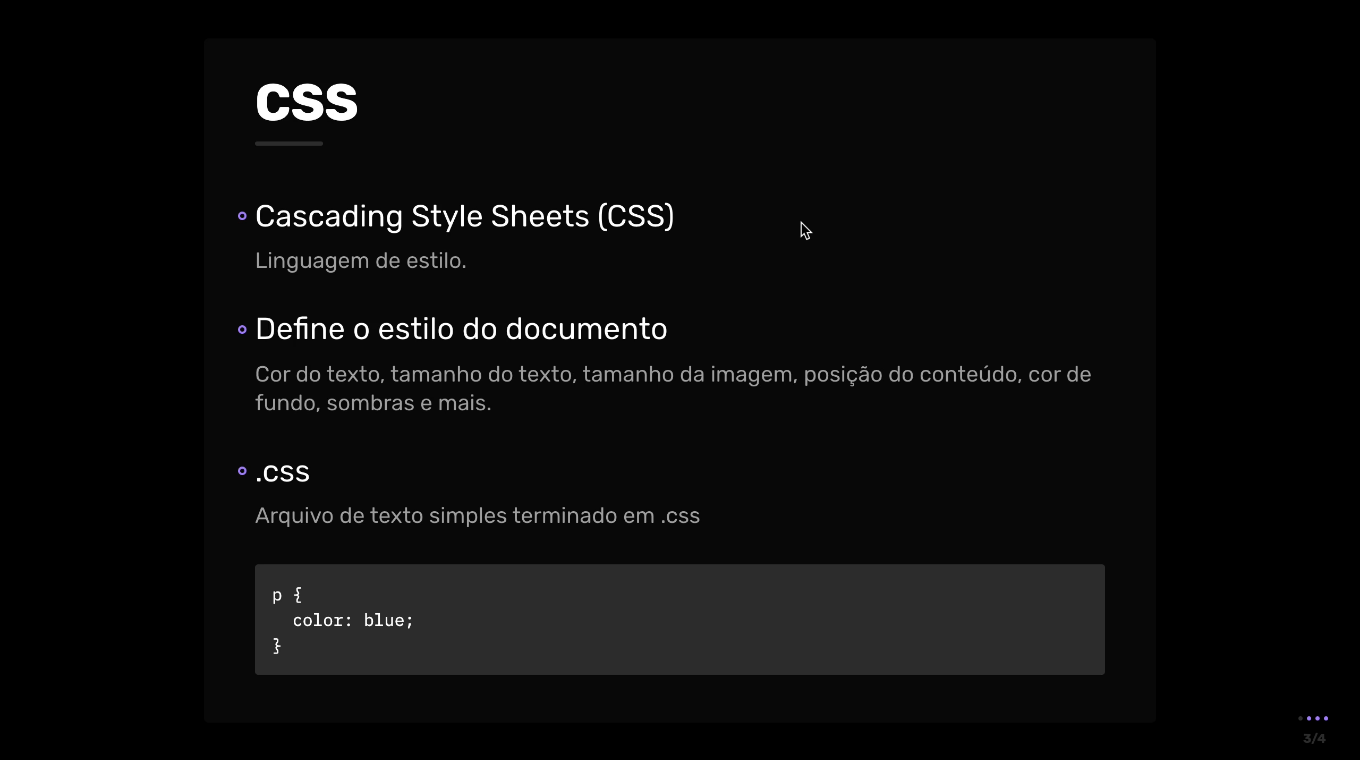 CSS
Cascading Style Sheets (CSS)
Linguagem de estilo.
Define o estilo do documento
Cor do texto, tamanho do texto, tamanho da imagem, posição do conteúdo, cor de
fundo, sombras e mais.
.css
Arquivo de texto simples terminado em .css
p {
  color: blue;
}
3/4